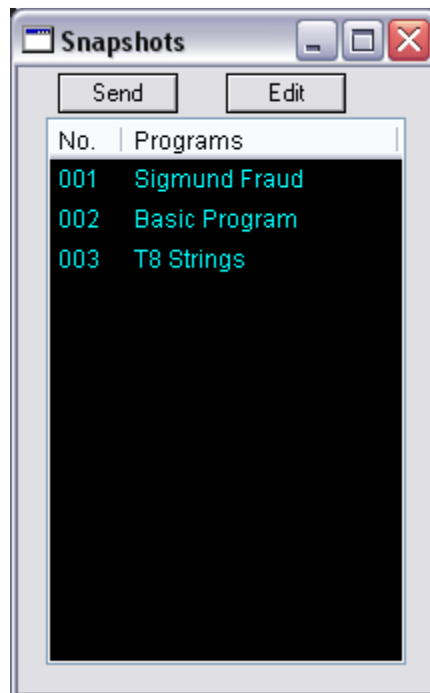 Snapshots
Send Edit
No. Programs
001 Sigmund Fraud
002 Basic Program
003 T8 Strings